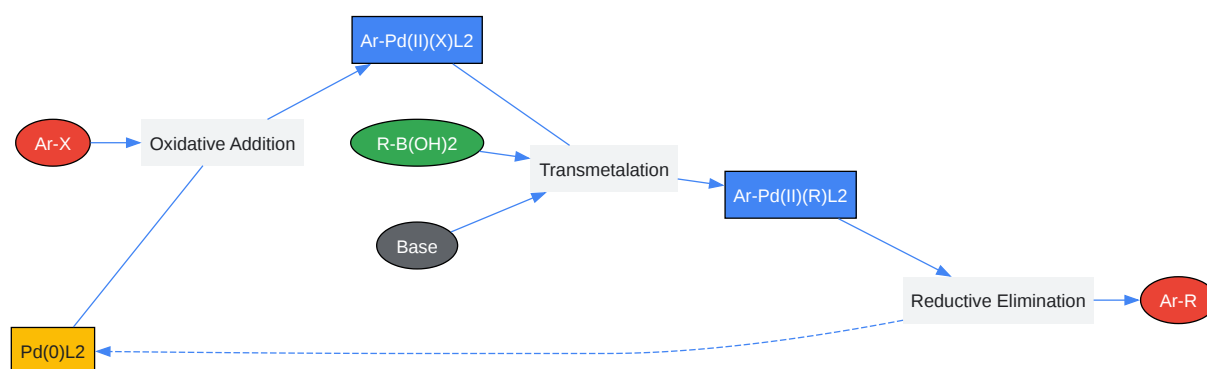 Ar-Pd(II)(X)L2
Ar-X
Oxidative Addition
R-B(OH)2
Transmetalation
Ar-Pd(II)(R)L2
Base
Reductive Elimination
Ar-R
Pd(0)L2